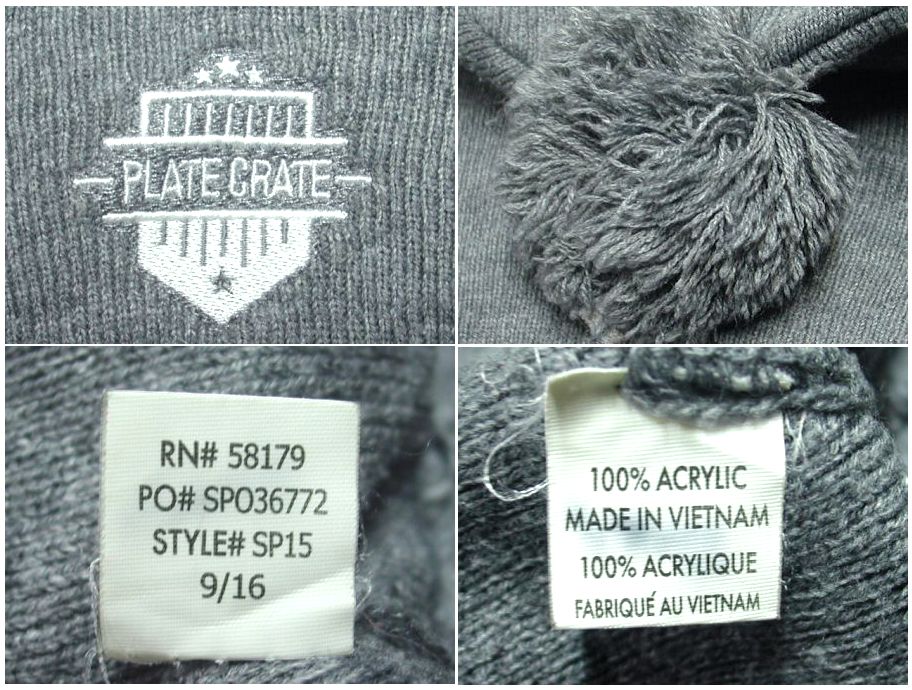 PLATE CRATE
RN# 58179
PO# SPO36772
STYLE# SP15
9/16
100% ACRYLIC
MADE IN VIETNAM
100% ACRYLIQUE
FABRIQUÉ AU VIETNAM